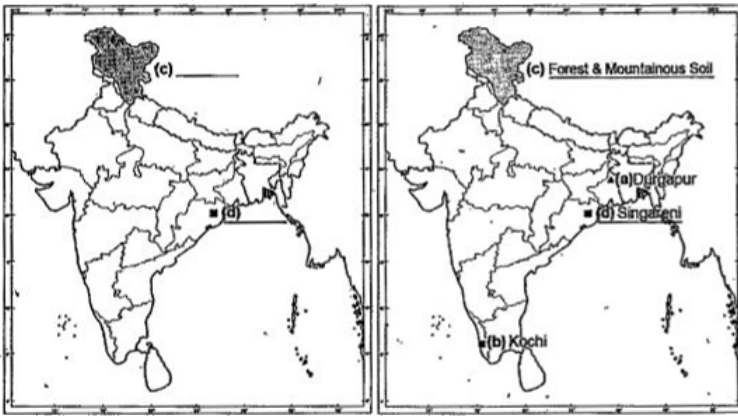 (c)
(d)
(c) Forest & Mountainous Soil
(a) Durgapur
(d) Singareni
(b) Kochi